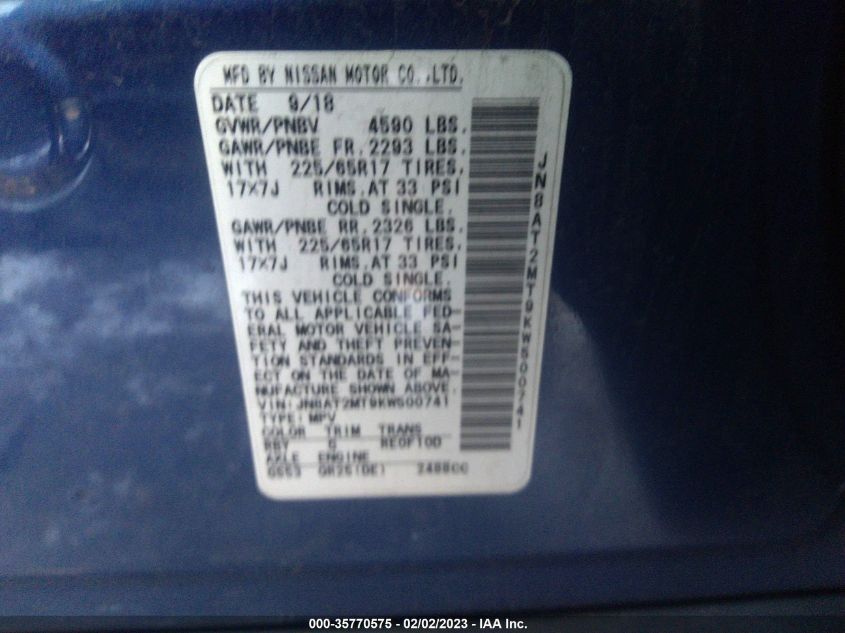 MFD BY NISSAN MOTOR CO.,LTD.
DATE 9/18
GVWR/PNBV 4590 LBS.
GAWR/PNBE FR. 2293 LBS.
WITH 225/65R17 TIRES.
17X7J RIMS.AT 33 PSI
COLD SINGLE.
GAWR/PNBE RR. 2326 LBS.
WITH 225/65R17 TIRES.
17X7J RIMS.AT 33 PSI
COLD SINGLE.
THIS VEHICLE CONFORMS
TO ALL APPLICABLE FED-
ERAL MOTOR VEHICLE SA-
FETY AND THEFT PREVEN-
TION STANDARDS IN EFF-
ECT ON THE DATE OF MA-
NUFACTURE SHOWN ABOVE.
VIN:JN8AT2MT9KW500741
TYPE:MPV
COLOR TRIM TRANS
RBY G RE0F10D
AXLE ENGINE
GS53 QR25(DE) 2488CC
JN8AT2MT9KW500741
000-35770575 - 02/02/2023 - IAA Inc.